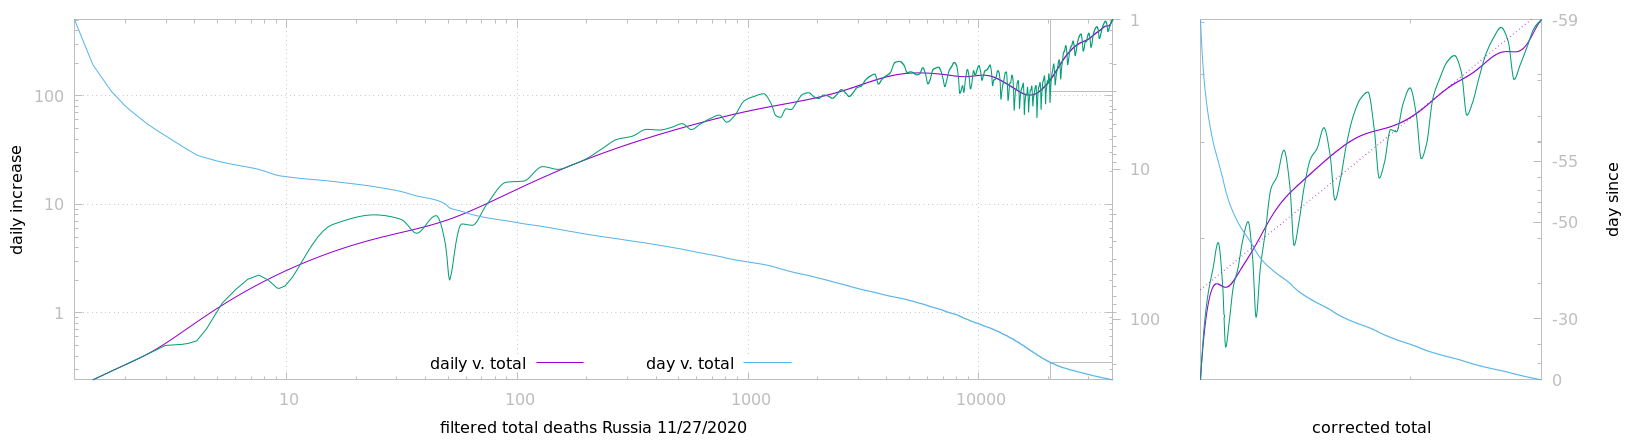 daily increase
100
10
1
10
100
1000
10000
1
10
100
daily v. total
day v. total
filtered total deaths Russia 11/27/2020
-59
-55
-50
-30
0
day since
corrected total